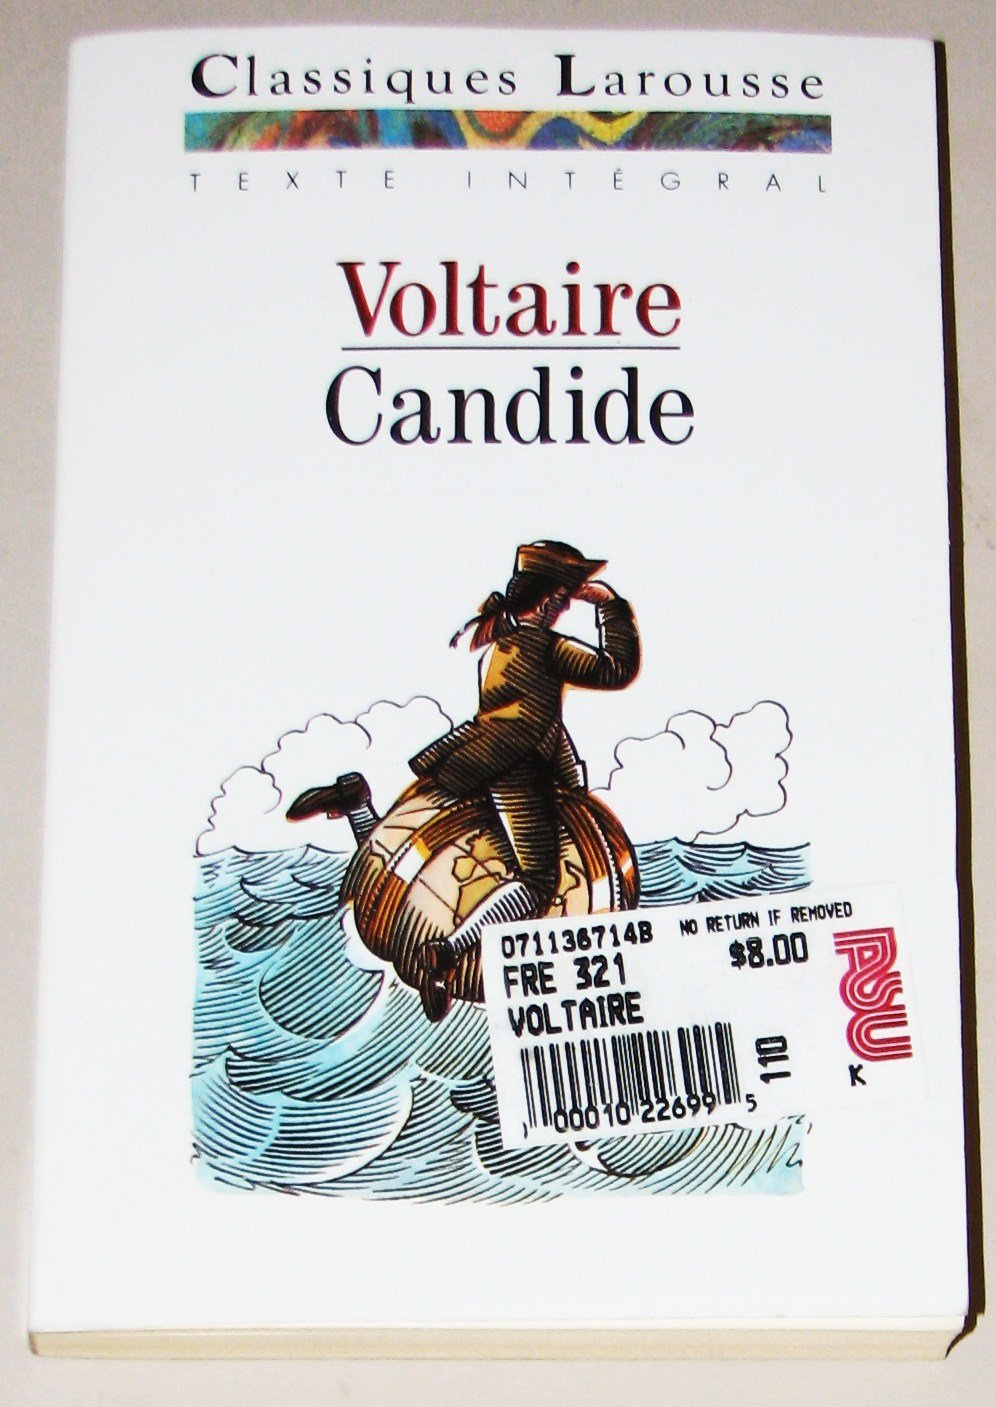 Classiques Larousse
TEXTE INTÉGRAL
Voltaire
Candide
071136714B NO RETURN IF REMOVED
FRE 321 $8.00
VOLTAIRE
PSU
110
K
00010 22699 5